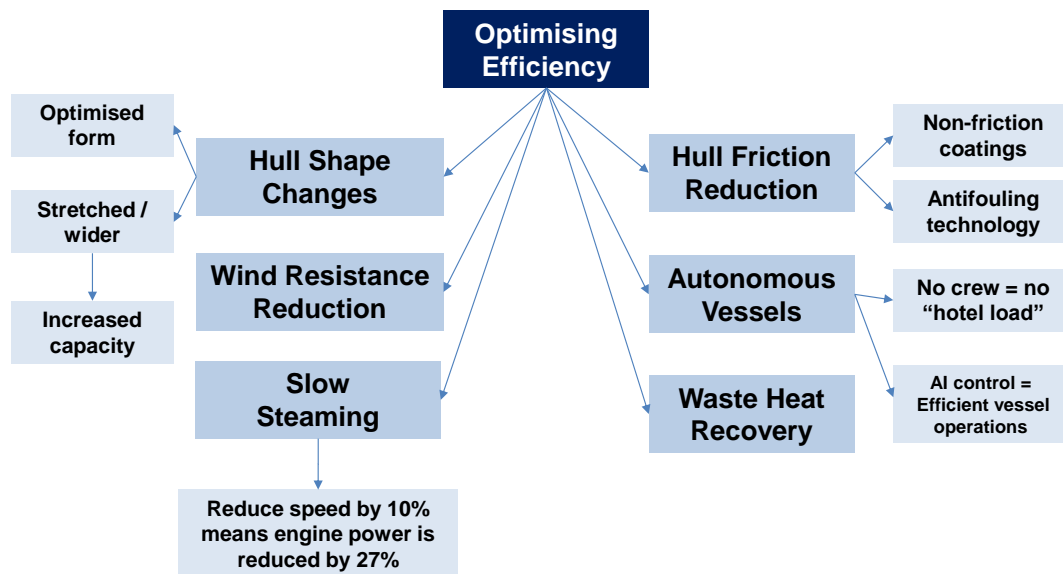 Optimising
Efficiency
Optimised
form
Hull Shape
Changes
Stretched /
wider
Increased
capacity
Wind Resistance
Reduction
Slow
Steaming
Reduce speed by 10%
means engine power is
reduced by 27%
Hull Friction
Reduction
Non-friction
coatings
Antifouling
technology
Autonomous
Vessels
No crew = no
“hotel load”
AI control =
Efficient vessel
operations
Waste Heat
Recovery